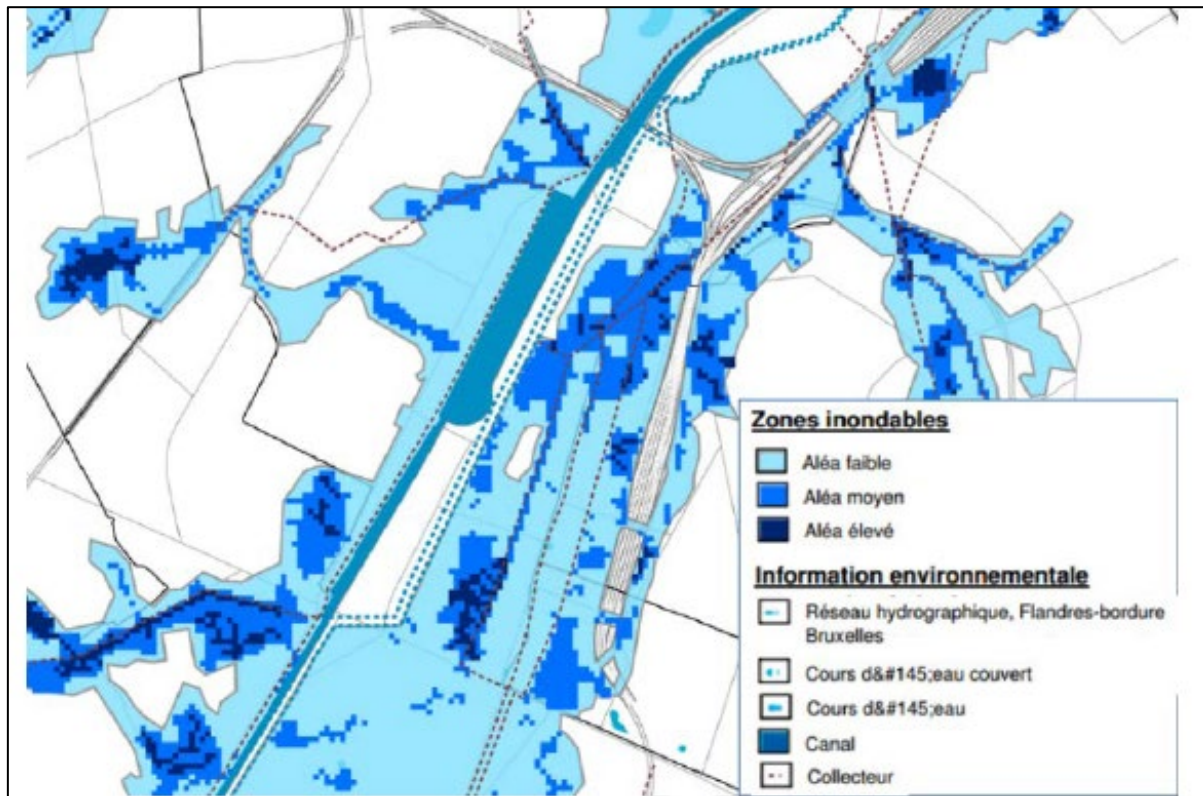 Zones inondables
Aléa faible
Aléa moyen
Aléa élevé
Information environnementale
Réseau hydrographique, Flandres-bordure
Bruxelles
Cours d&#145;eau couvert
Cours d&#145;eau
Canal
Collecteur